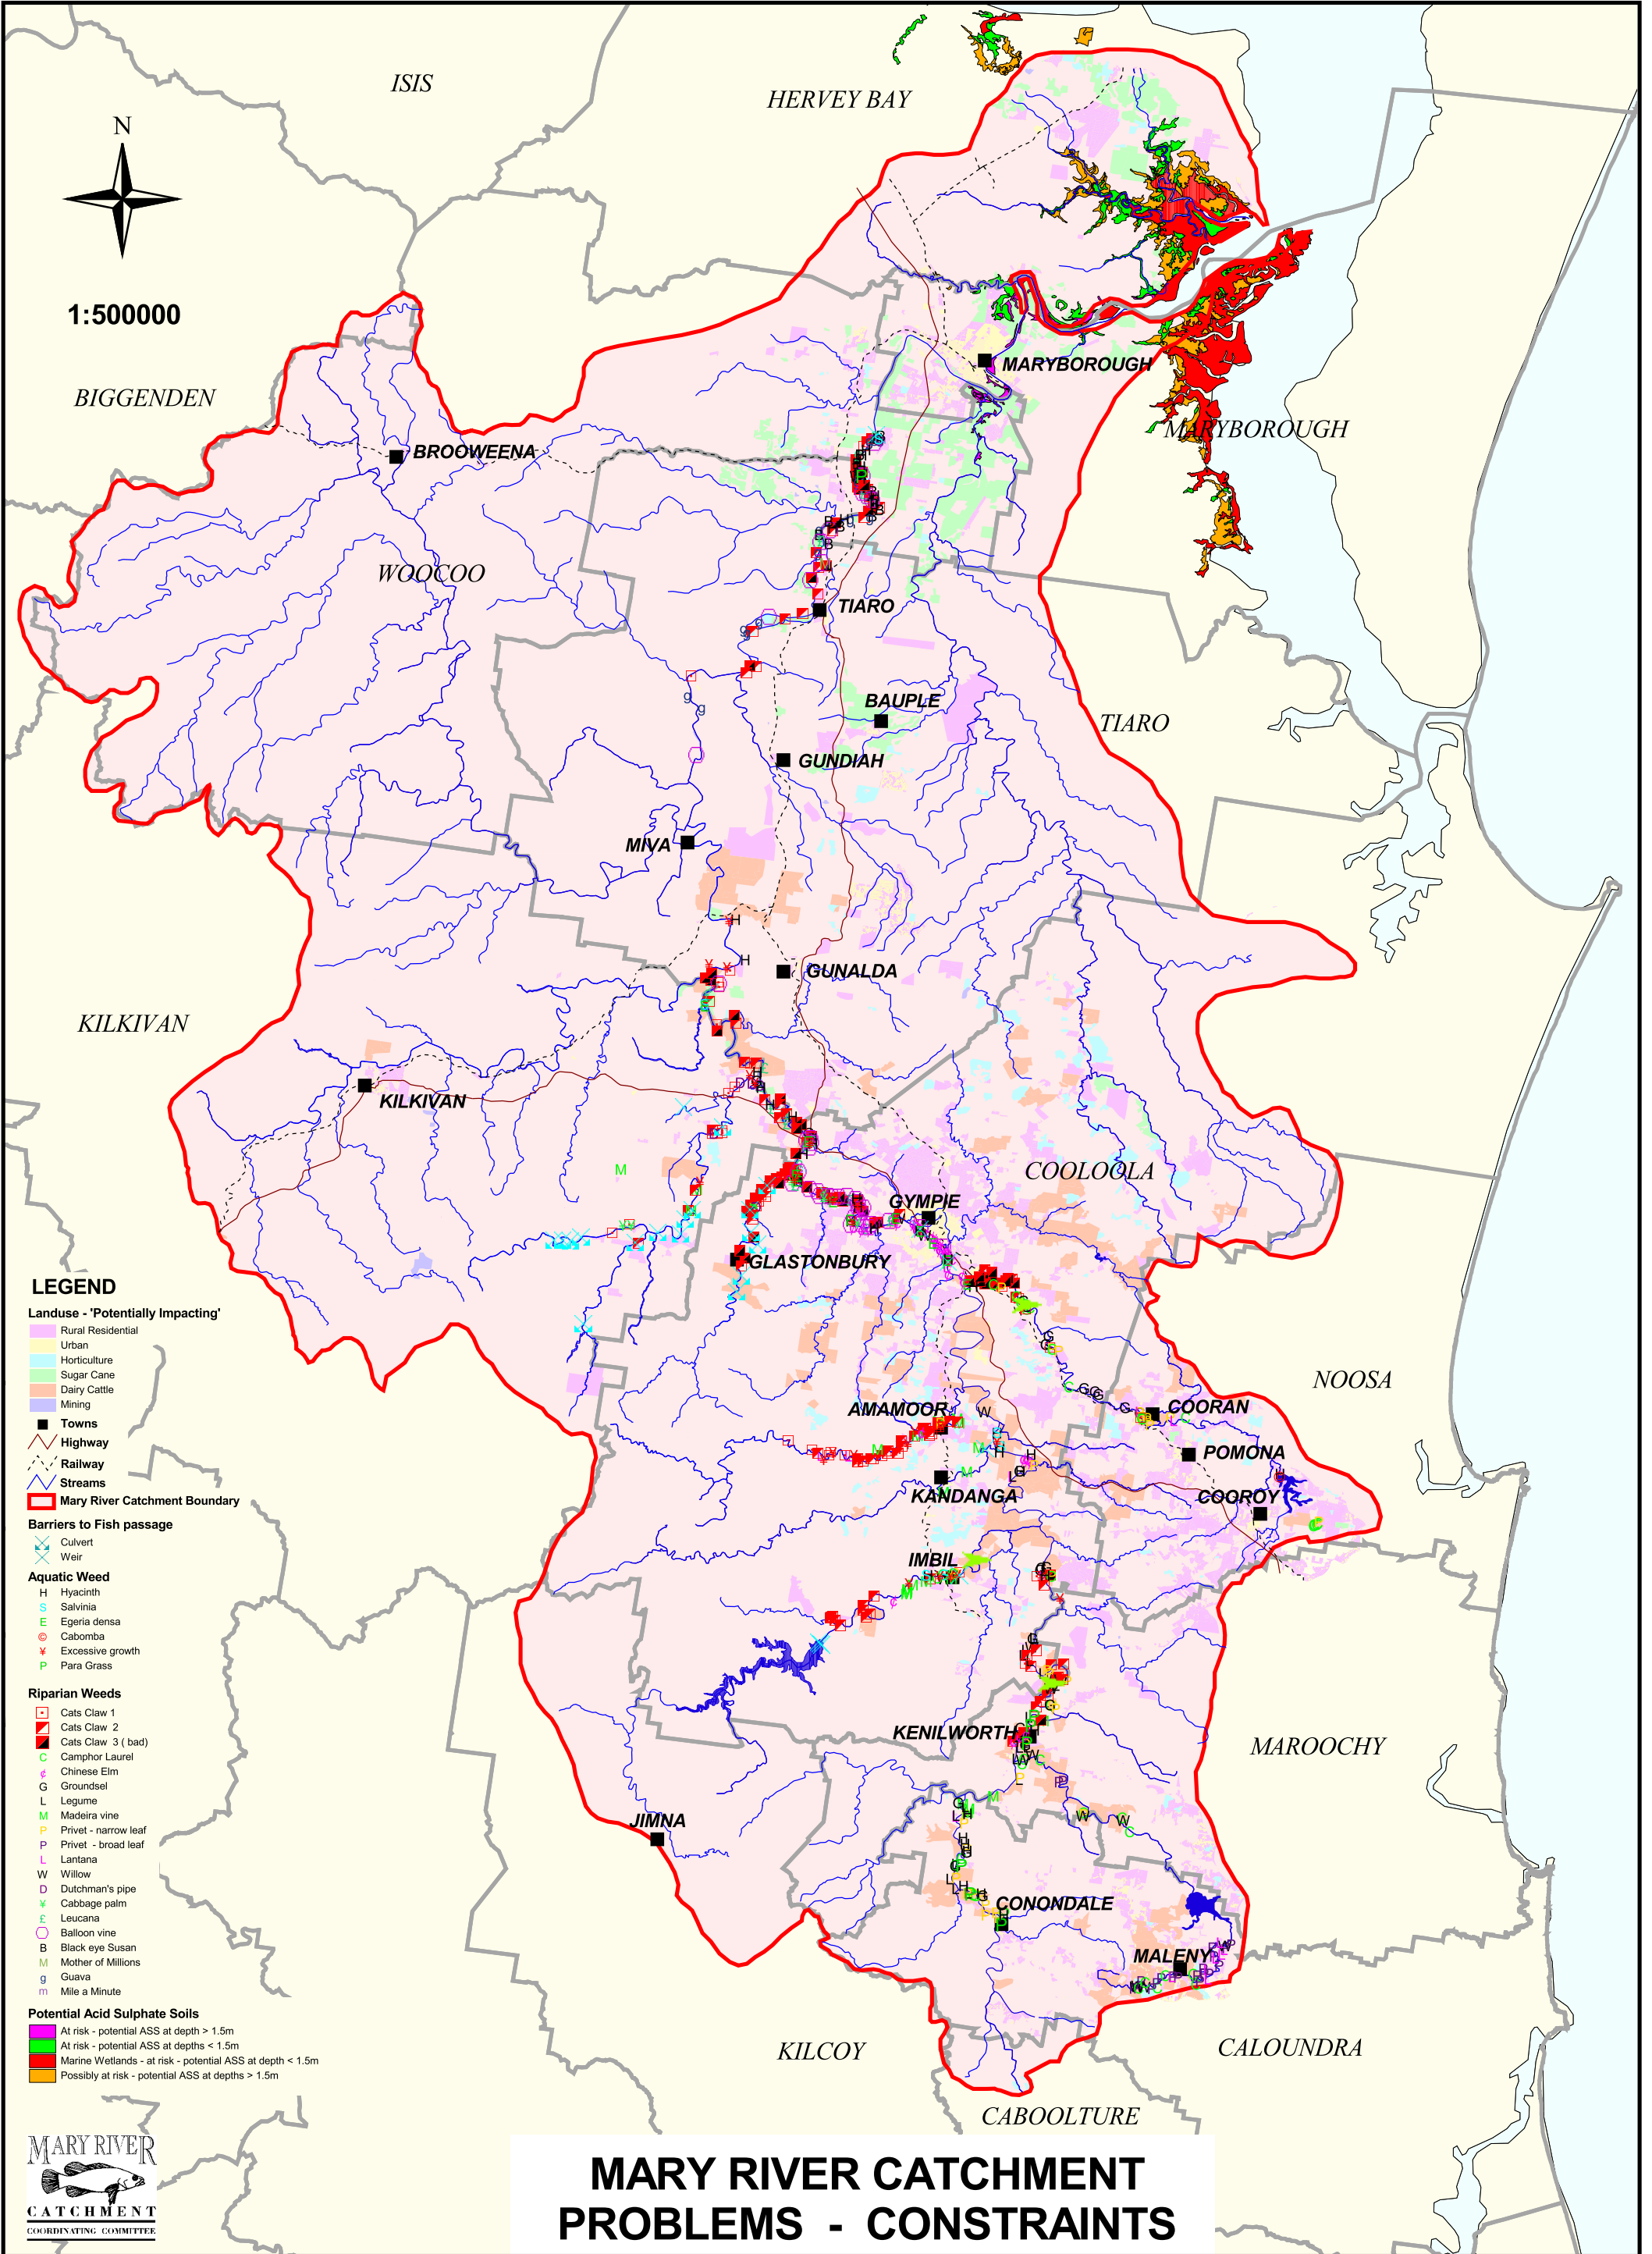 ISIS
HERVEY BAY
N
1:500000
BIGGENDEN
MARYBOROUGH
MARYBOROUGH
BROOWEENA
WOOCOO
TIARO
BAUPLE
TIARO
GUNDIAH
MIVA
GUNALDA
KILKIVAN
KILKIVAN
COOLOOLA
GYMPIE
GLASTONBURY
NOOSA
AMAMOOR
COORAN
POMONA
KANDANGA
COOROY
IMBIL
KENILWORTH
MAROOCHY
JIMNA
CONONDALE
MALENY
KILCOY
CALOUNDRA
CABOOLTURE
LEGEND
Landuse - 'Potentially Impacting'
Rural Residential
Urban
Horticulture
Sugar Cane
Dairy Cattle
Mining
Towns
Highway
Railway
Streams
Mary River Catchment Boundary
Barriers to Fish passage
Culvert
Weir
Aquatic Weed
H Hyacinth
S Salvinia
E Egeria densa
© Cabomba
¥ Excessive growth
P Para Grass
Riparian Weeds
Cats Claw 1
Cats Claw 2
Cats Claw 3 ( bad)
C Camphor Laurel
¢ Chinese Elm
G Groundsel
L Legume
M Madeira vine
P Privet - narrow leaf
P Privet - broad leaf
L Lantana
W Willow
D Dutchman's pipe
¥ Cabbage palm
£ Leucana
Balloon vine
B Black eye Susan
M Mother of Millions
g Guava
m Mile a Minute
Potential Acid Sulphate Soils
At risk - potential ASS at depth > 1.5m
At risk - potential ASS at depths < 1.5m
Marine Wetlands - at risk - potential ASS at depth < 1.5m
Possibly at risk - potential ASS at depths > 1.5m
MARY RIVER
CATCHMENT
COORDINATING COMMITTEE
MARY RIVER CATCHMENT
PROBLEMS - CONSTRAINTS